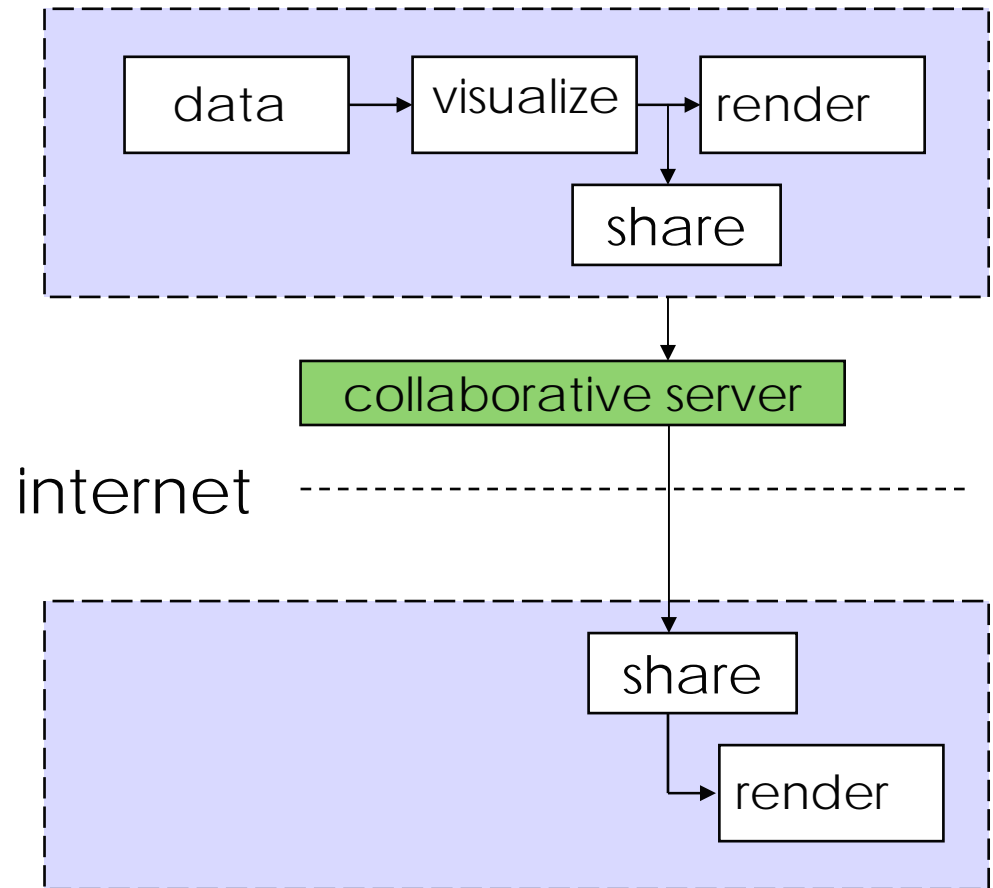 data
visualize
render
share
collaborative server
internet
share
render